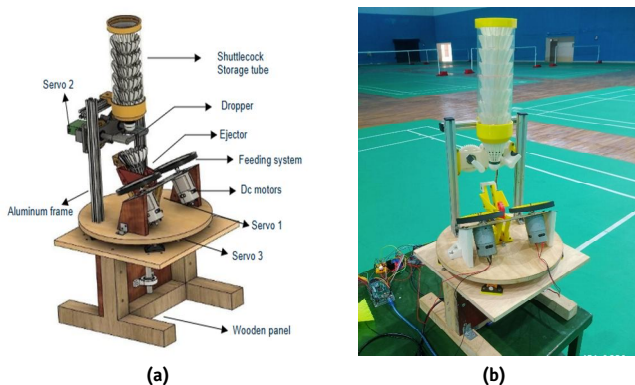 Shuttlecock
Storage tube
Servo 2
Dropper
Ejector
Feeding system
Dc motors
Aluminum frame
Servo 1
Servo 3
Wooden panel
(a)
(b)